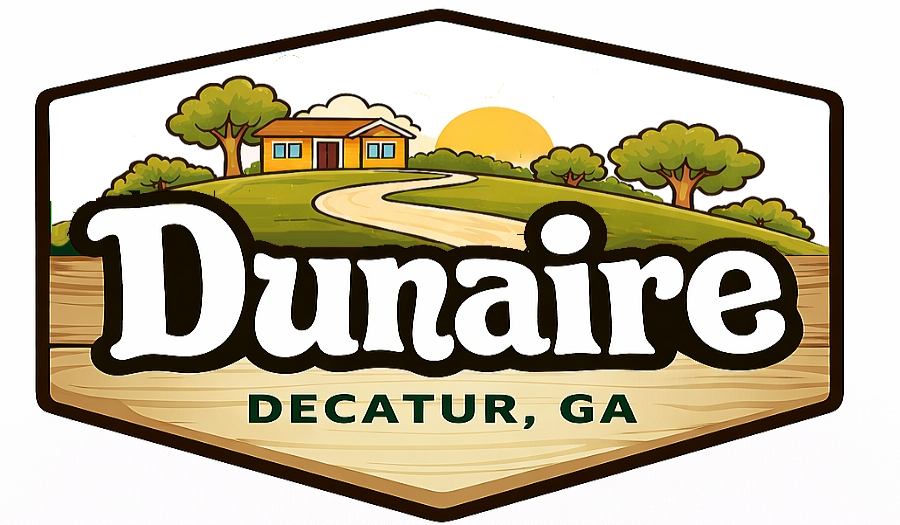 Dunaire
DECATUR, GA